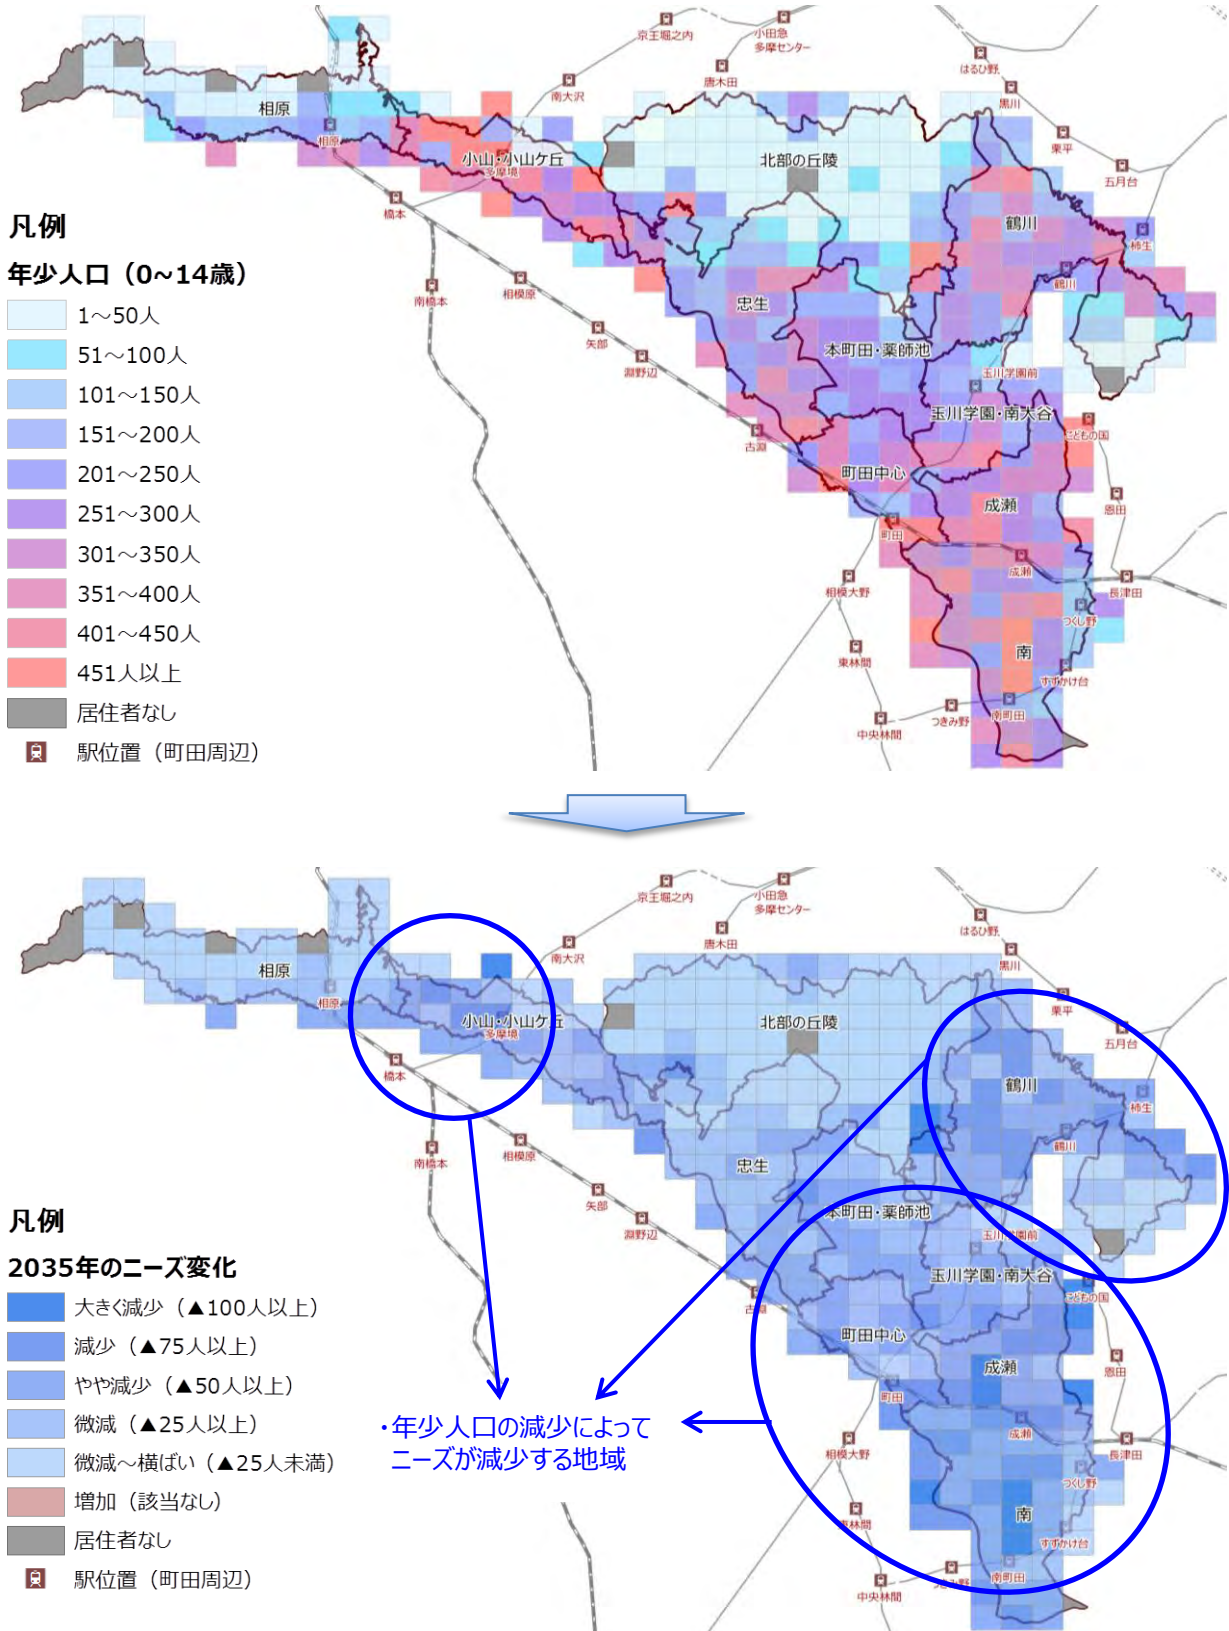 京王堀之内
小田急
多摩センター
はるひ野
唐木田
南大沢
黒川
栗平
五月台
相原
相原
小山・小山ケ丘
多摩境
北部の丘陵
橋本
鶴川
柿生
鶴川
凡例
年少人口（0~14歳）
1～50人
51～100人
101～150人
151～200人
201～250人
251～300人
301～350人
351～400人
401～450人
451人以上
居住者なし
駅位置（町田周辺）
南橋本
相模原
矢部
淵野辺
忠生
本町田・薬師池
玉川学園前
玉川学園・南大谷
古淵
こどもの国
町田中心
成瀬
恩田
町田
成瀬
相模大野
長津田
つくし野
東林間
南
すずかけ台
つきみ野
南町田
中央林間
京王堀之内
小田急
多摩センター
はるひ野
唐木田
南大沢
黒川
栗平
五月台
相原
相原
小山・小山ケ丘
多摩境
北部の丘陵
橋本
鶴川
柿生
鶴川
南橋本
相模原
矢部
淵野辺
忠生
本町田・薬師池
玉川学園前
玉川学園・南大谷
古淵
こどもの国
町田中心
成瀬
恩田
町田
成瀬
相模大野
長津田
つくし野
東林間
南
すずかけ台
つきみ野
南町田
中央林間
凡例
2035年のニーズ変化
大きく減少（▲100人以上）
減少（▲75人以上）
やや減少（▲50人以上）
微減（▲25人以上）
微減～横ばい（▲25人未満）
増加（該当なし）
居住者なし
駅位置（町田周辺）
・年少人口の減少によって
ニーズが減少する地域